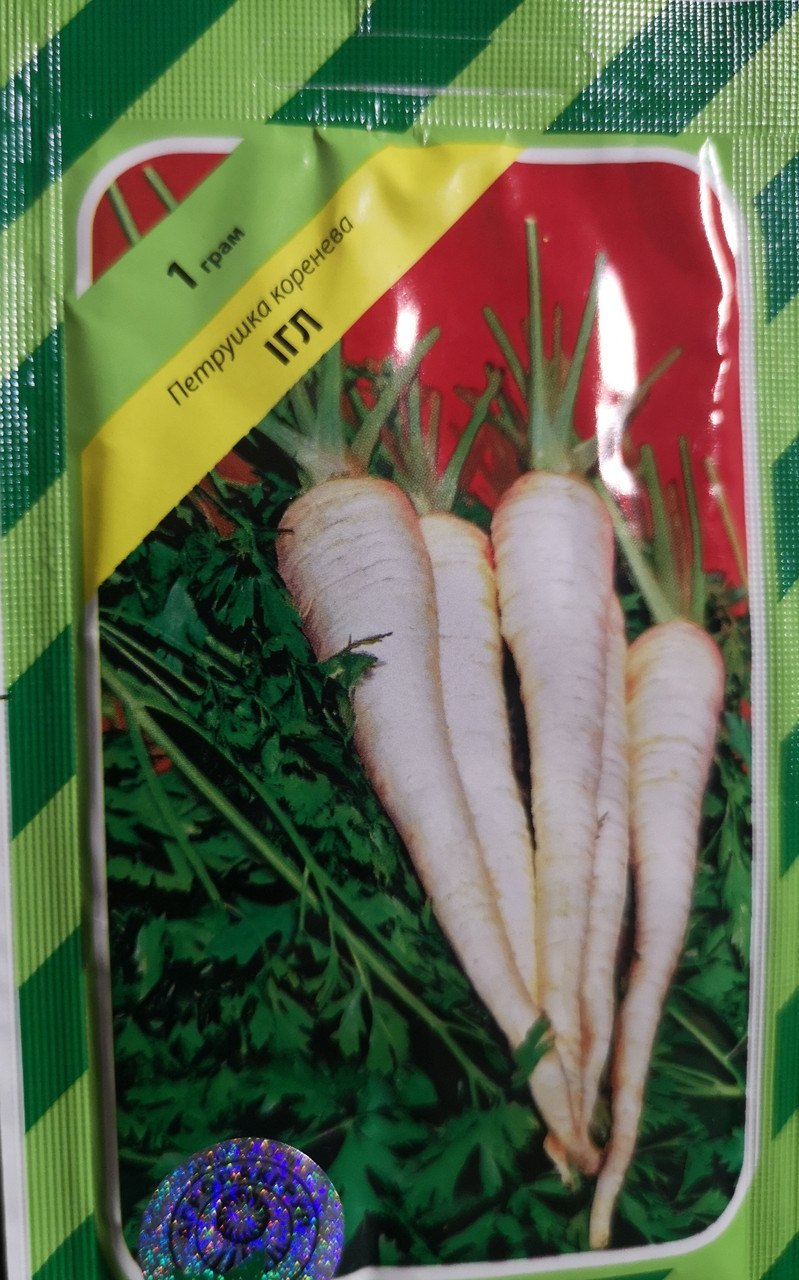 1 грам
Петрушка коренева
ІГЛ